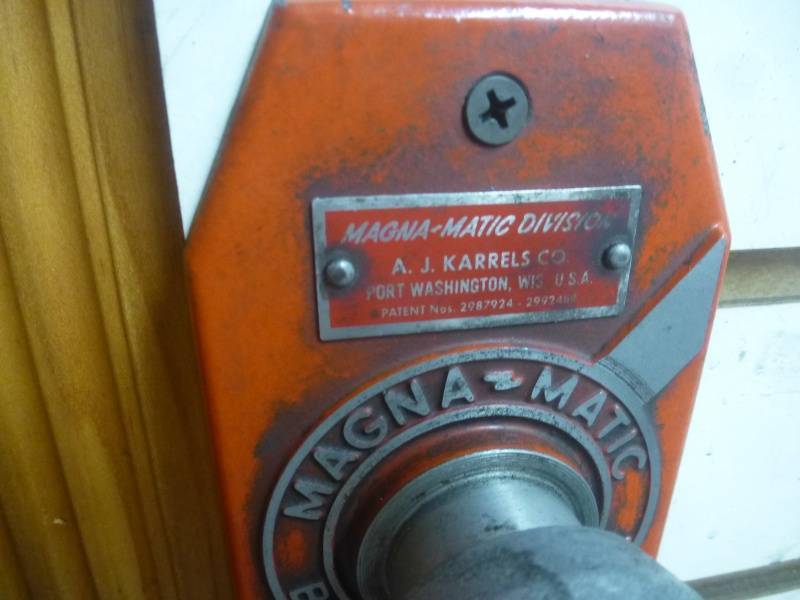 MAGNA-MATIC DIVISION
A. J. KARRELS CO.
PORT WASHINGTON, WIS. U.S.A.
PATENT Nos. 2987924 -
MAGNA MATIC